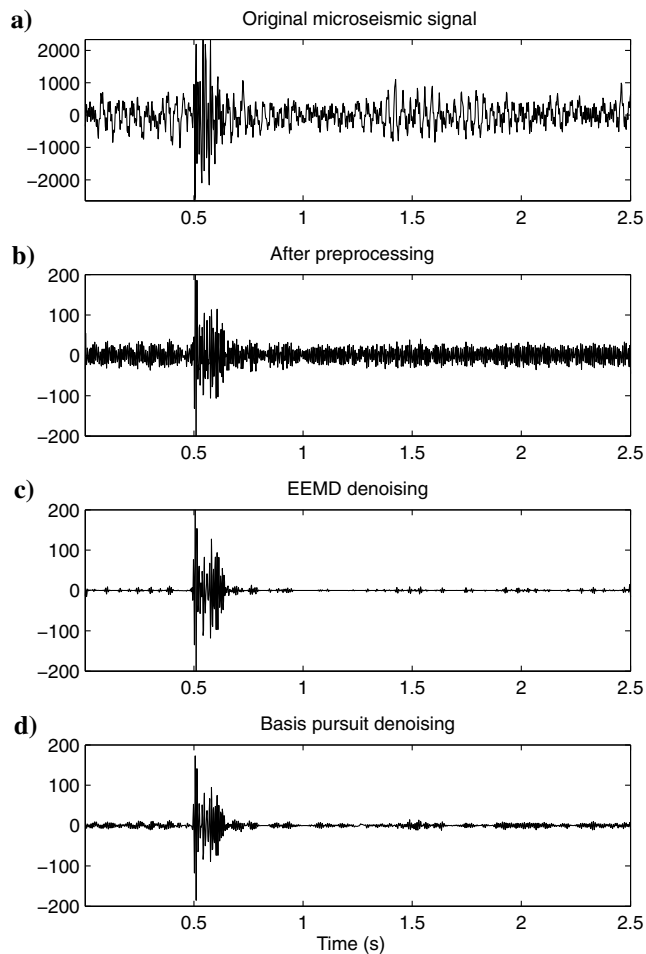 a)
Original microseismic signal
2000
1000
0
−1000
−2000
0.5 1 1.5 2 2.5
b)
After preprocessing
200
100
0
−100
−200
0.5 1 1.5 2 2.5
c)
EEMD denoising
200
100
0
−100
−200
0.5 1 1.5 2 2.5
d)
Basis pursuit denoising
200
100
0
−100
−200
0.5 1 1.5 2 2.5
Time (s)